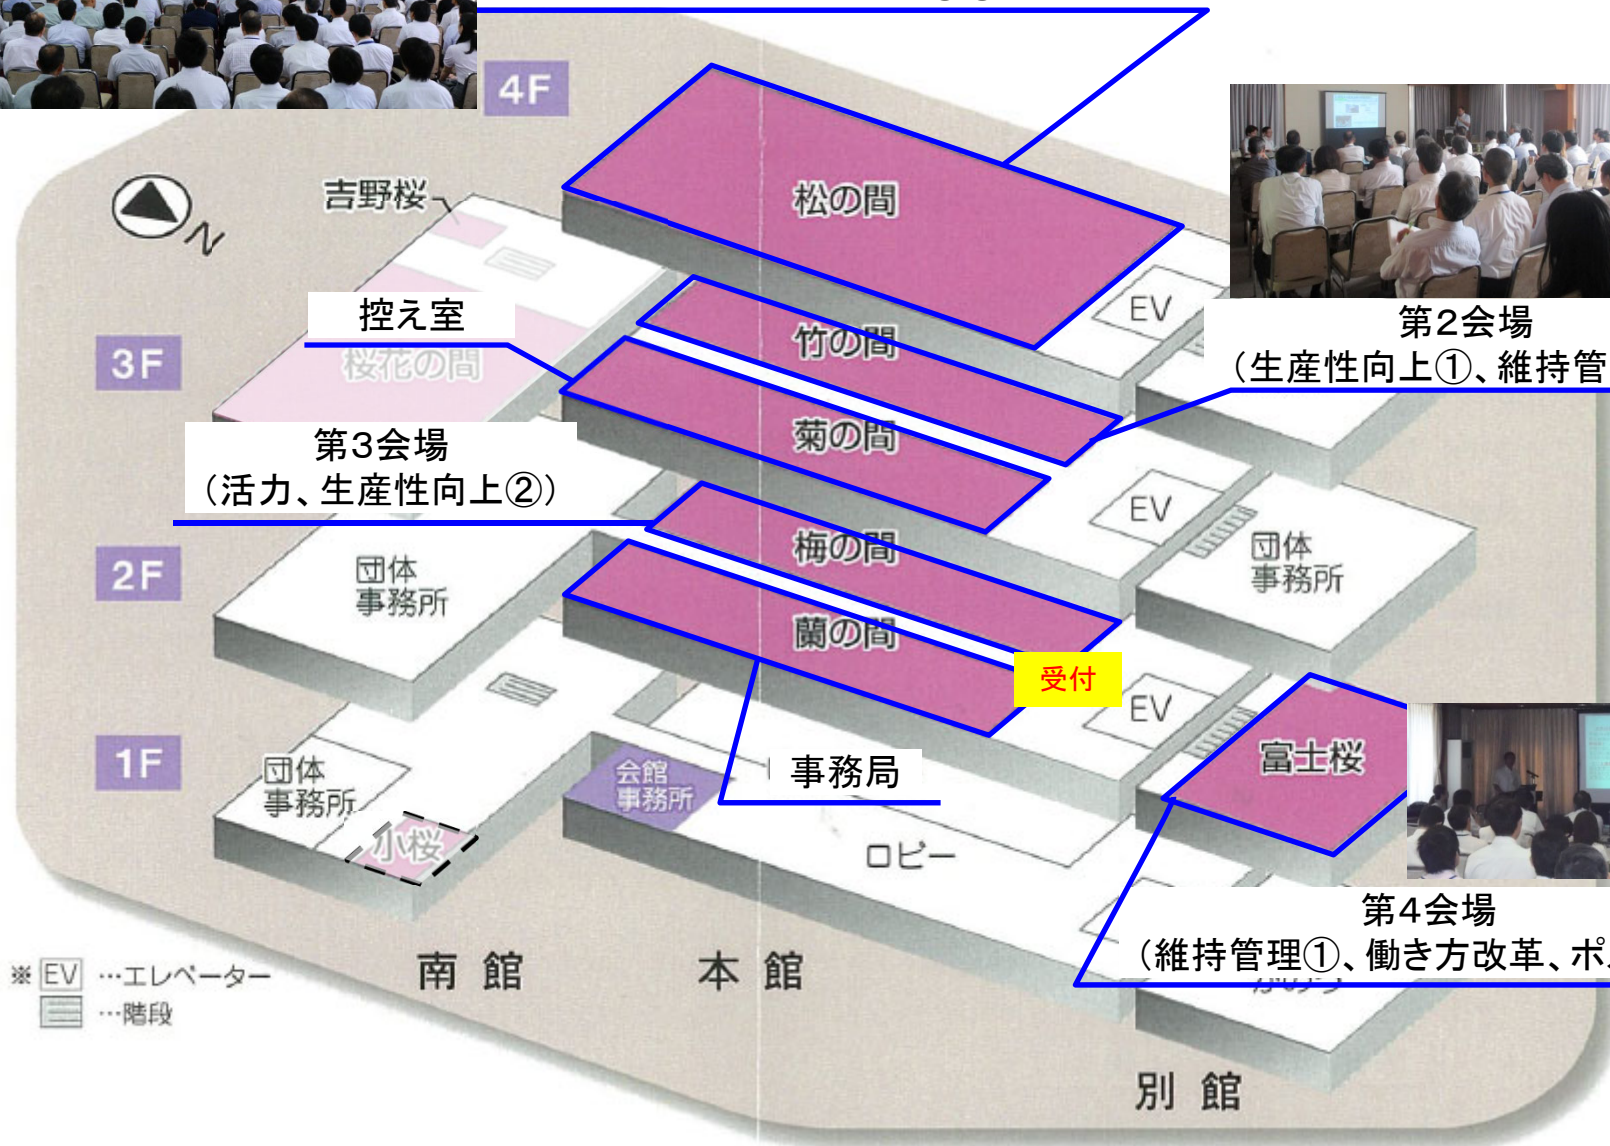 4F
松の間
吉野桜
N
EV
控え室
竹の間
第2会場
3F
桜花の間
(生産性向上①、維持管
菊の間
第3会場
(活力、生産性向上②)
EV
梅の間
団体
事務所
2F
団体
事務所
蘭の間
受付
EV
富士桜
1F
団体
事務所
会館
事務所
事務局
小桜
ロビー
第4会場
(維持管理①、働き方改革、ポ
※ EV …エレベーター
…階段
南 館
本 館
別 館